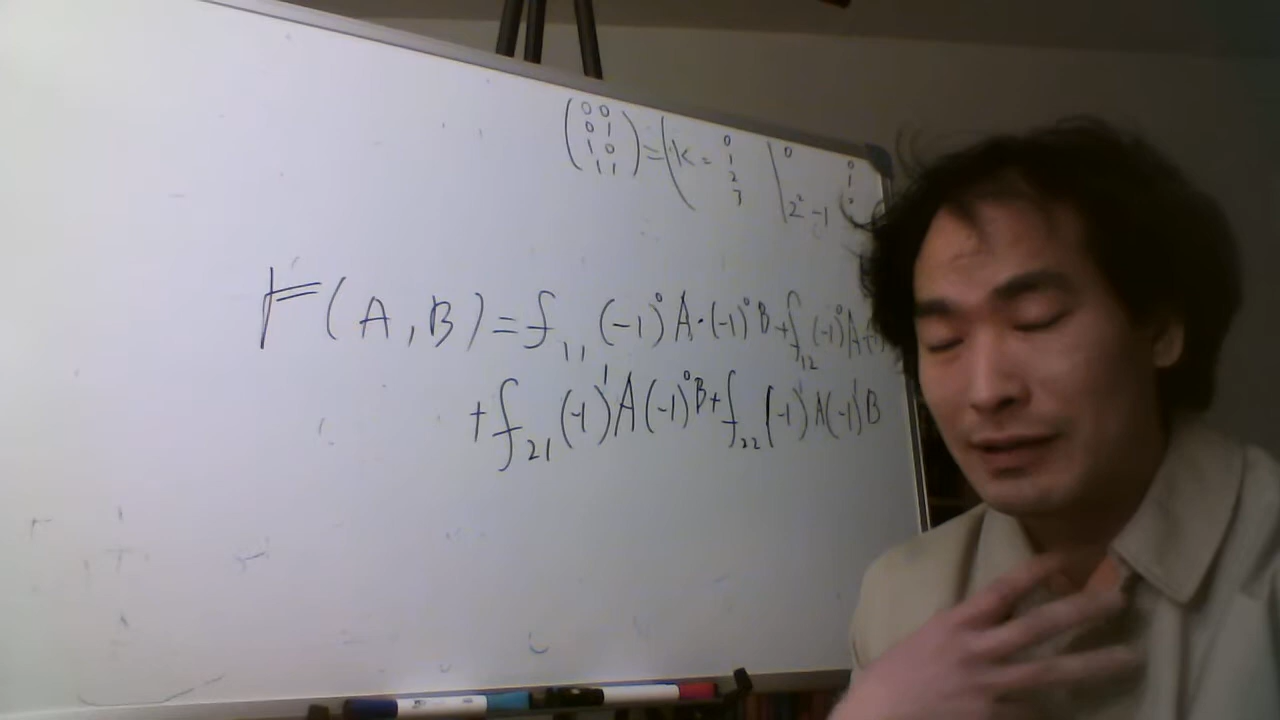 (0 0
0 1
1 0
1 1) = (K = 0 1 2 3 | 0 2²-1 0 1
F(A,B)=f₁₁(-1)⁰A·(-1)⁰B+f₁₂(-1)⁰A
+f₂₁(-1)¹A(-1)⁰B+f₂₂(-1)¹A(-1)¹B